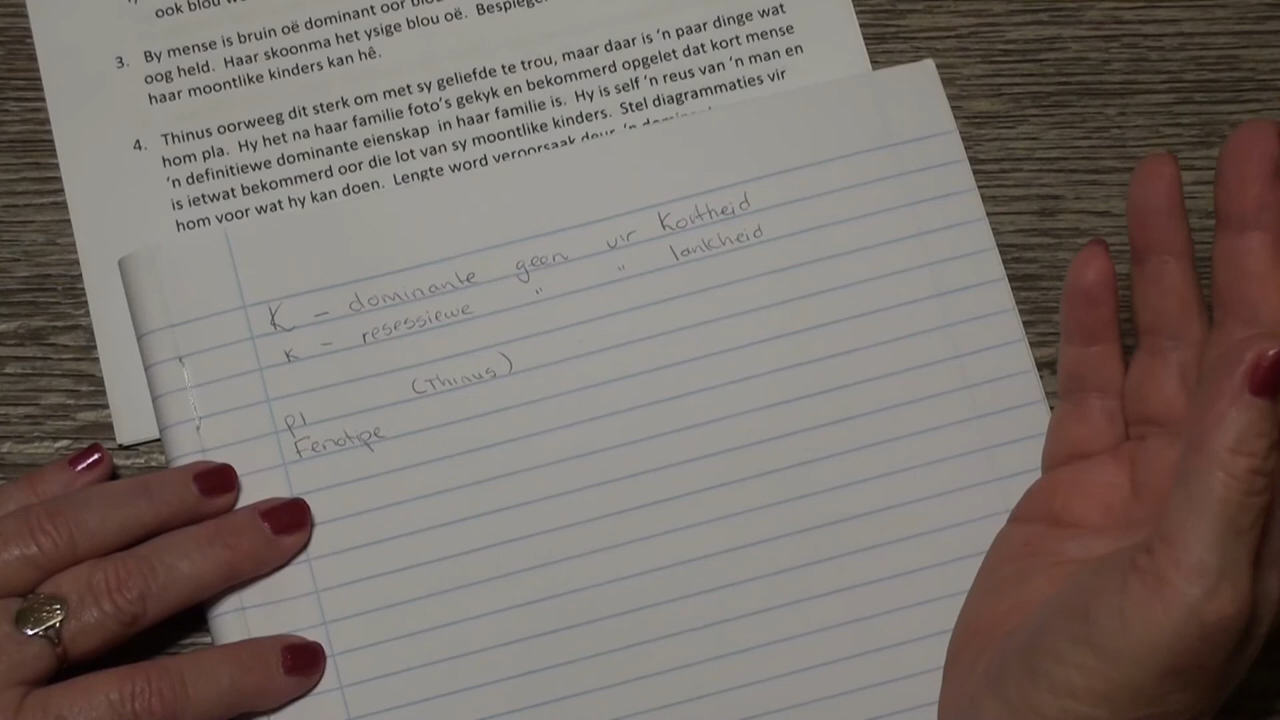 ook blou
3. By mense is bruin oë dominant oor
oog held. Haar skoonma het ysige blou oë.
haar moontlike kinders kan hê.
4. Thinus oorweeg dit sterk om met sy geliefde te trou, maar daar is 'n paar dinge wat
hom pla. Hy het na haar familie foto's gekyk en bekommerd opgelet dat kort mense
'n definitiewe dominante eienskap in haar familie is. Hy is self 'n reus van 'n man en
is ietwat bekommerd oor die lot van sy moontlike kinders. Stel diagrammaties vir
hom voor wat hy kan doen. Lengte word veroorsaak deur 'n
K - dominante geen vir Kortheid
k - resessiewe " " lankheid
(Thinus)
P1
Fenotipe